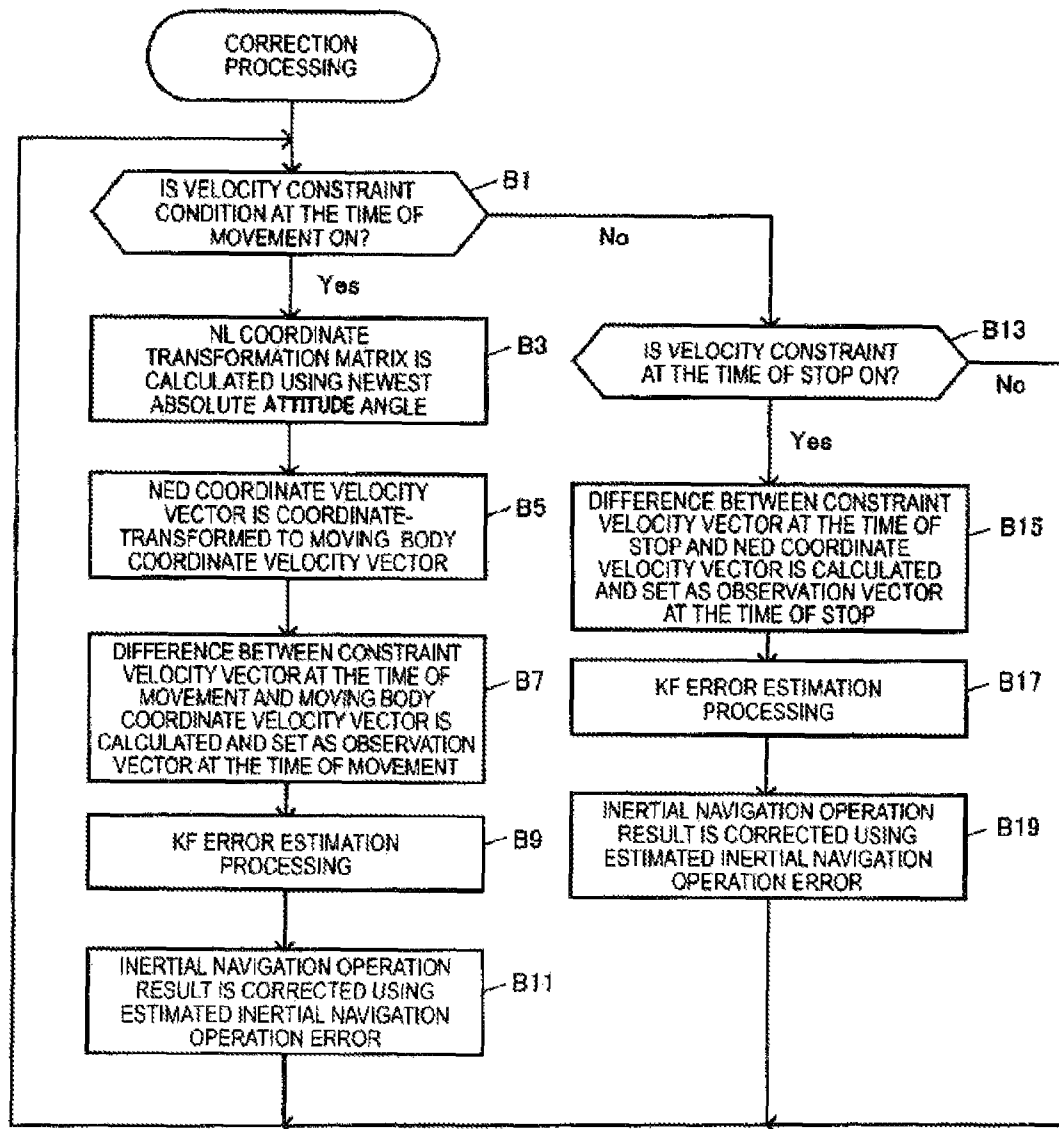 CORRECTION
PROCESSING
IS VELOCITY CONSTRAINT
CONDITION AT THE TIME OF
MOVEMENT ON?
B1
No
Yes
NL COORDINATE
TRANSFORMATION MATRIX IS
CALCULATED USING NEWEST
ABSOLUTE ATTITUDE ANGLE
B3
NED COORDINATE VELOCITY
VECTOR IS COORDINATE-
TRANSFORMED TO MOVING BODY
COORDINATE VELOCITY VECTOR
B5
DIFFERENCE BETWEEN CONSTRAINT
VELOCITY VECTOR AT THE TIME OF
MOVEMENT AND MOVING BODY
COORDINATE VELOCITY VECTOR IS
CALCULATED AND SET AS OBSERVATION
VECTOR AT THE TIME OF MOVEMENT
B7
KF ERROR ESTIMATION
PROCESSING
B9
INERTIAL NAVIGATION OPERATION
RESULT IS CORRECTED USING
ESTIMATED INERTIAL NAVIGATION
OPERATION ERROR
B11
IS VELOCITY CONSTRAINT
AT THE TIME OF STOP ON?
B13
No
Yes
DIFFERENCE BETWEEN CONSTRAINT
VELOCITY VECTOR AT THE TIME OF
STOP AND NED COORDINATE
VELOCITY VECTOR IS CALCULATED
AND SET AS OBSERVATION VECTOR
AT THE TIME OF STOP
B15
KF ERROR ESTIMATION
PROCESSING
B17
INERTIAL NAVIGATION OPERATION
RESULT IS CORRECTED USING
ESTIMATED INERTIAL NAVIGATION
OPERATION ERROR
B19